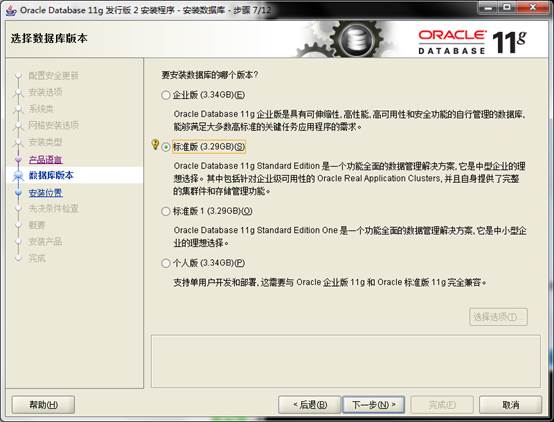 Oracle Database 11g 发行版 2 安装程序 - 安装数据库 - 步骤 7/12
选择数据库版本
ORACLE
DATABASE 11g
配置安全更新
安装选项
系统类
网格安装选项
安装类型
产品语言
数据库版本
安装位置
先决条件检查
概要
安装产品
完成
要安装数据库的哪个版本?
企业版 (3.34GB)(E)
Oracle Database 11g 企业版是具有可伸缩性, 高性能, 高可用性和安全功能的自行管理的数据库,
能够满足大多数高标准的关键任务应用程序的需求。
标准版 (3.29GB)(S)
Oracle Database 11g Standard Edition 是一个功能全面的数据管理解决方案, 它是中型企业的理
想选择。其中包括针对企业级可用性的 Oracle Real Application Clusters, 并且自身提供了完整
的集群件和存储管理功能。
标准版 1 (3.29GB)(O)
Oracle Database 11g Standard Edition One 是一个功能全面的数据管理解决方案, 它是中小型企
业的理想选择。
个人版 (3.34GB)(P)
支持单用户开发和部署, 这需要与 Oracle 企业版 11g 和 Oracle 标准版 11g 完全兼容。
选择选项(T)...
帮助(H)
< 后退(B)
下一步(N) >
完成(F)
取消